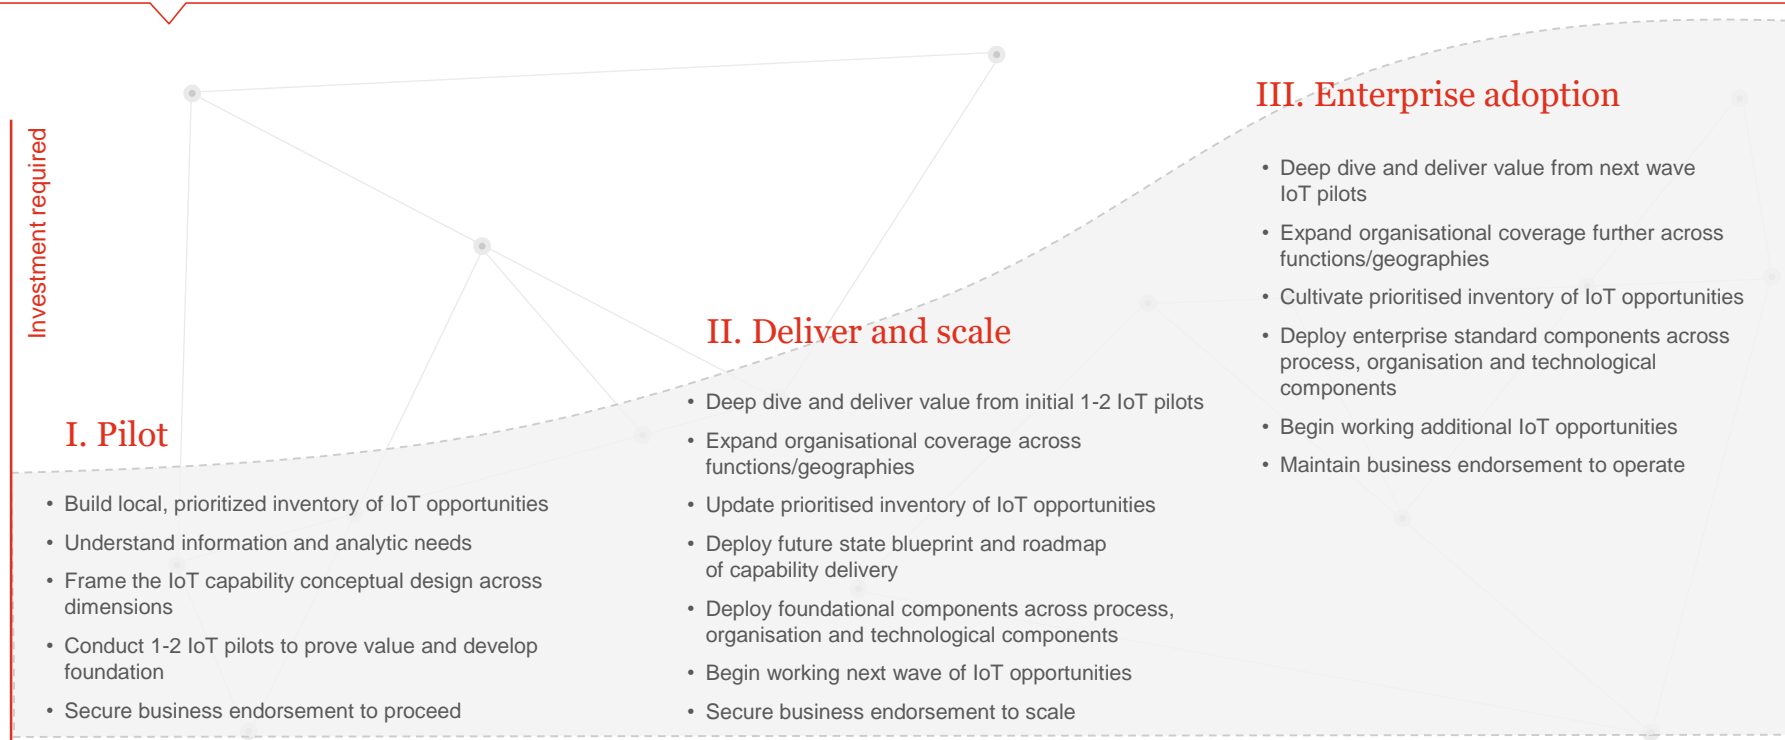 Investment required
I. Pilot
• Build local, prioritized inventory of IoT opportunities
• Understand information and analytic needs
• Frame the IoT capability conceptual design across
dimensions
• Conduct 1-2 IoT pilots to prove value and develop
foundation
• Secure business endorsement to proceed
II. Deliver and scale
• Deep dive and deliver value from initial 1-2 IoT pilots
• Expand organisational coverage across
functions/geographies
• Update prioritised inventory of IoT opportunities
• Deploy future state blueprint and roadmap
of capability delivery
• Deploy foundational components across process,
organisation and technological components
• Begin working next wave of IoT opportunities
• Secure business endorsement to scale
III. Enterprise adoption
• Deep dive and deliver value from next wave
IoT pilots
• Expand organisational coverage further across
functions/geographies
• Cultivate prioritised inventory of IoT opportunities
• Deploy enterprise standard components across
process, organisation and technological
components
• Begin working additional IoT opportunities
• Maintain business endorsement to operate